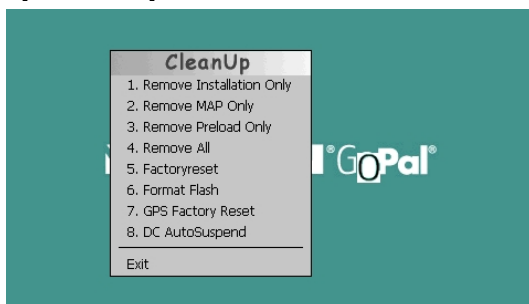 CleanUp
1. Remove Installation Only
2. Remove MAP Only
3. Remove Preload Only
4. Remove All
5. Factoryreset
6. Format Flash
7. GPS Factory Reset
8. DC AutoSuspend
Exit
®GoPal®